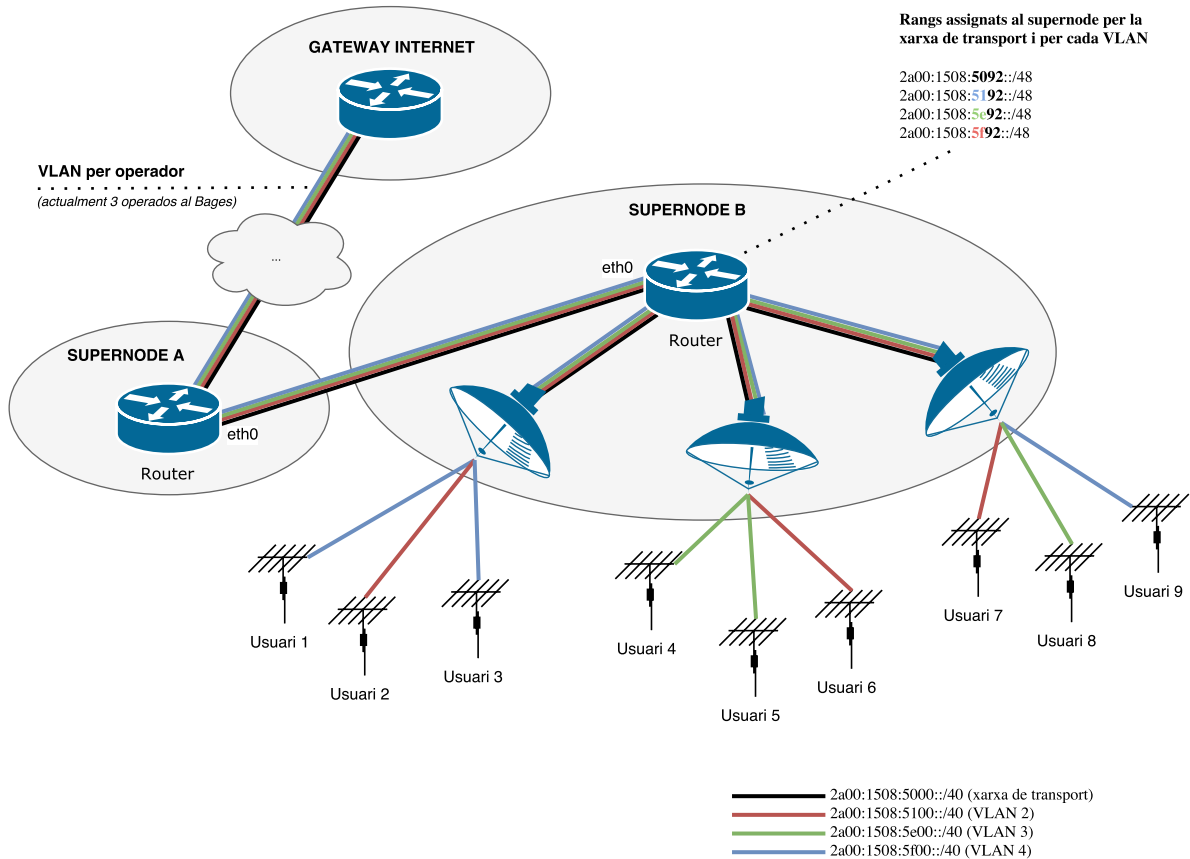 Rangs assignats al supernode per la
xarxa de transport i per cada VLAN
2a00:1508:5092::/48
2a00:1508:5192::/48
2a00:1508:5e92::/48
2a00:1508:5f92::/48
GATEWAY INTERNET
VLAN per operador
(actualment 3 operados al Bages)
...
SUPERNODE B
eth0
Router
SUPERNODE A
eth0
Router
Usuari 1
Usuari 2
Usuari 3
Usuari 4
Usuari 5
Usuari 6
Usuari 7
Usuari 8
Usuari 9
2a00:1508:5000::/40 (xarxa de transport)
2a00:1508:5100::/40 (VLAN 2)
2a00:1508:5e00::/40 (VLAN 3)
2a00:1508:5f00::/40 (VLAN 4)